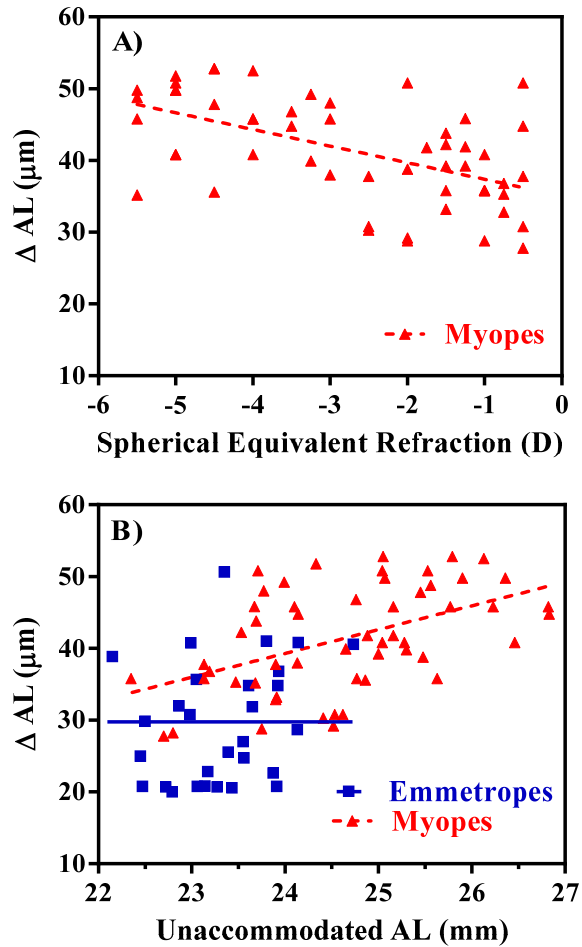 60
A)
50
Δ AL (μm)
40
30
20
Myopes
10
-6 -5 -4 -3 -2 -1 0
Spherical Equivalent Refraction (D)
60
B)
50
Δ AL (μm)
40
30
20
Emmetropes
Myopes
10
22 23 24 25 26 27
Unaccommodated AL (mm)